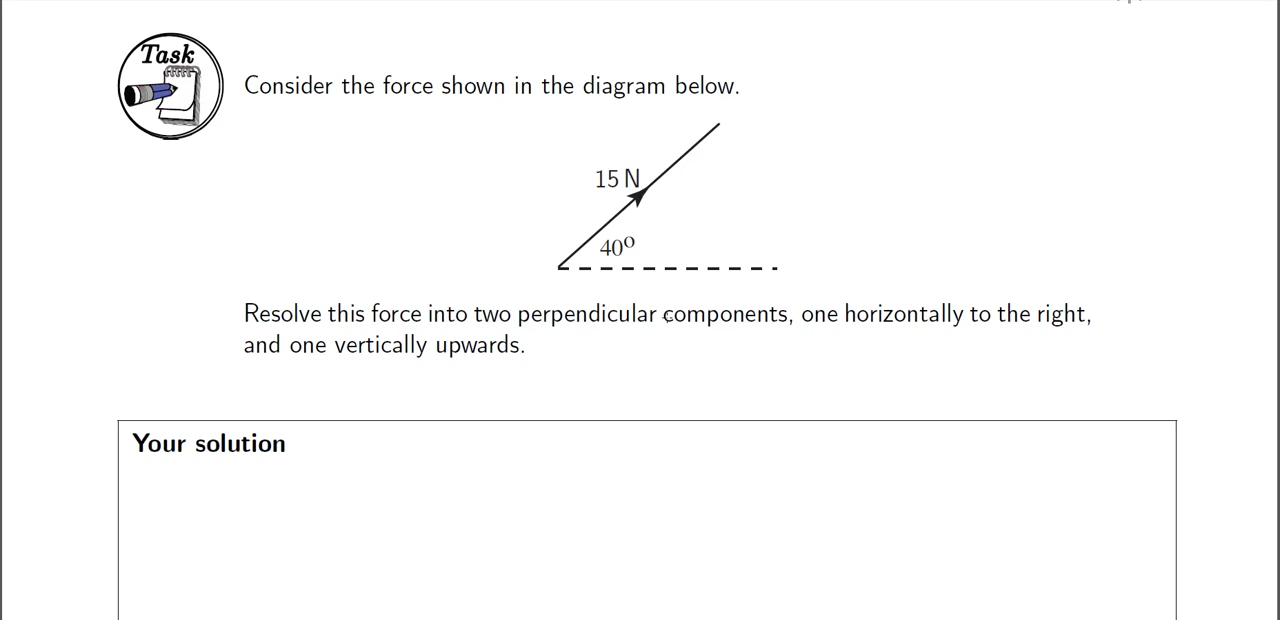 Task
Consider the force shown in the diagram below.
15 N
40°
Resolve this force into two perpendicular components, one horizontally to the right,
and one vertically upwards.
Your solution